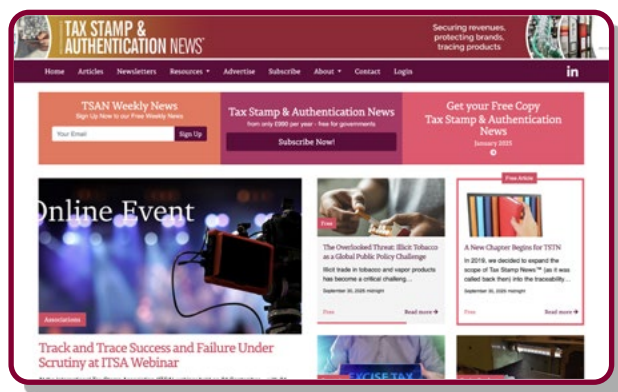 TAX STAMP &
AUTHENTICATION NEWS
Securing revenues,
protecting brands,
tracing products
Home Articles Newsletters Resources Advertise Subscribe About Contact Login
in
TSAN Weekly News
Sign Up Now to our Free Weekly News
Your Email
Sign Up
Tax Stamp & Authentication News
from only £990 per year - free for governments
Subscribe Now!
Get your Free Copy
Tax Stamp & Authentication
News
January 2025
Online Event
Associations
Track and Trace Success and Failure Under
Scrutiny at ITSA Webinar
Free
The Overlooked Threat: Illicit Tobacco
as a Global Public Policy Challenge
Illicit trade in tobacco and vapor products
has become a critical challeng...
September 30, 2025 midnight
Free
Read more
Free Article
A New Chapter Begins for TSTN
In 2019, we decided to expand the
scope of Tax Stamp News™ (as it was
called back then) into the traceability...
September 30, 2025 midnight
Free
Read more
EXCISE TAX